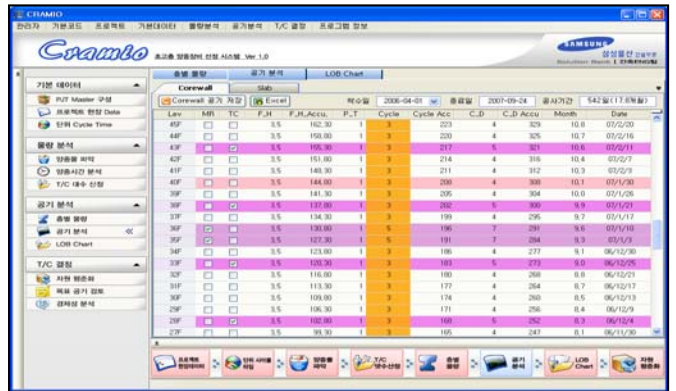 CRAMIO
관리자 기본코드 프로젝트 기본데이터 물량분석 공기분석 T/C 결정 프로그램 정보
Cramio 초고층 양중장비 선정 시스템 Ver 1.0
SAMSUNG
삼성물산 건설부문
기본 데이터
PJT Master 구성
프로젝트 현장 Data
단위 Cycle Time
물량 분석
양중물 파악
양중시간 분석
T/C 대수 산정
공기 분석
층별 물량
공기 분석
LOB Chart
T/C 결정
자원 평준화
목표 공기 검토
경제성 분석
층별 물량 공기 분석 LOB Chart
Corewall Slab
Corewall 공기 저장 Excel 착수일 2006-04-01 종료일 2007-09-24 공사기간 542일(17.8개월)
Lev MR TC F_H F_H_Accu. P_T Cycle Cycle Acc C_D C_D Accu Month Date
45F 3.5 162.30 1 3 223 4 329 10.8 07/2/20
44F 3.5 158.80 1 3 220 4 325 10.7 07/2/16
43F 3.5 155.30 1 3 217 5 321 10.6 07/2/11
42F 3.5 151.80 1 3 214 4 316 10.4 07/2/7
41F 3.5 148.30 1 3 211 4 312 10.3 07/2/3
40F 3.5 144.80 1 3 208 4 308 10.1 07/1/30
39F 3.5 141.30 1 3 205 4 304 10.0 07/1/26
38F 3.5 137.80 1 3 202 5 300 9.9 07/1/21
37F 3.5 134.30 1 3 199 4 295 9.7 07/1/17
36F 3.5 130.80 1 5 196 7 291 9.6 07/1/10
35F 3.5 127.30 1 5 191 7 284 9.3 07/1/3
34F 3.5 123.80 1 3 186 4 277 9.1 06/12/30
33F 3.5 120.30 1 3 183 5 273 9.0 06/12/25
32F 3.5 116.80 1 3 180 4 268 8.8 06/12/21
31F 3.5 113.30 1 3 177 4 264 8.7 06/12/17
30F 3.5 109.80 1 3 174 4 260 8.5 06/12/13
29F 3.5 106.30 1 3 171 4 256 8.4 06/12/9
28F 3.5 102.80 1 3 168 5 252 8.3 06/12/4
27F 3.5 99.30 1 3 165 4 247 8.1 06/11/30
프로젝트 현장데이터 단위 사이클 타임 양중물 파악 T/C 댓수산정 층별 물량 공기 분석 LOB Chart 자원 평준화